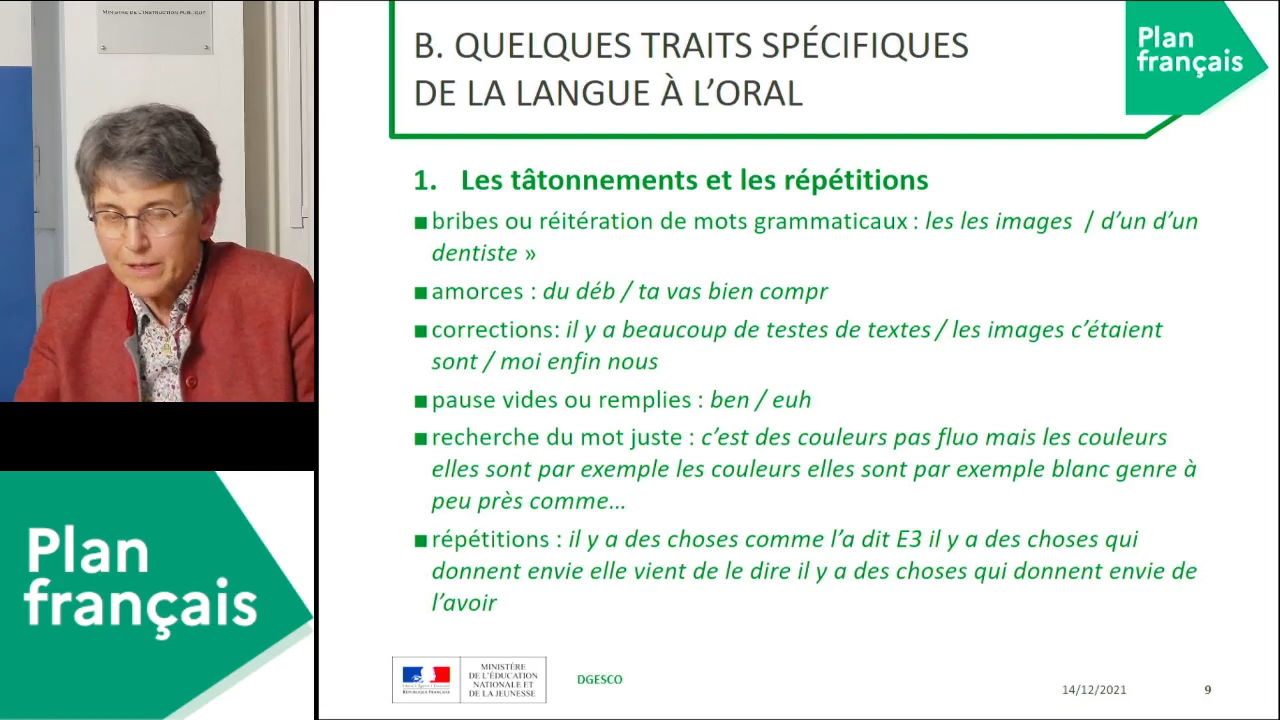 MINISTÈRE DE L'INSTRUCTION PUBLIQUE
B. QUELQUES TRAITS SPÉCIFIQUES
DE LA LANGUE À L'ORAL
Plan
français
1. Les tâtonnements et les répétitions
■ bribes ou réitération de mots grammaticaux : les les images / d'un d'un
dentiste »
■ amorces : du déb / ta vas bien compr
■ corrections: il y a beaucoup de testes de textes / les images c'étaient
sont / moi enfin nous
■ pause vides ou remplies : ben / euh
■ recherche du mot juste : c'est des couleurs pas fluo mais les couleurs
elles sont par exemple les couleurs elles sont par exemple blanc genre à
peu près comme…
■ répétitions : il y a des choses comme l'a dit E3 il y a des choses qui
donnent envie elle vient de le dire il y a des choses qui donnent envie de
l'avoir
Plan
français
RÉPUBLIQUE FRANÇAISE
MINISTÈRE
DE L'ÉDUCATION
NATIONALE ET
DE LA JEUNESSE
DGESCO
14/12/2021
9